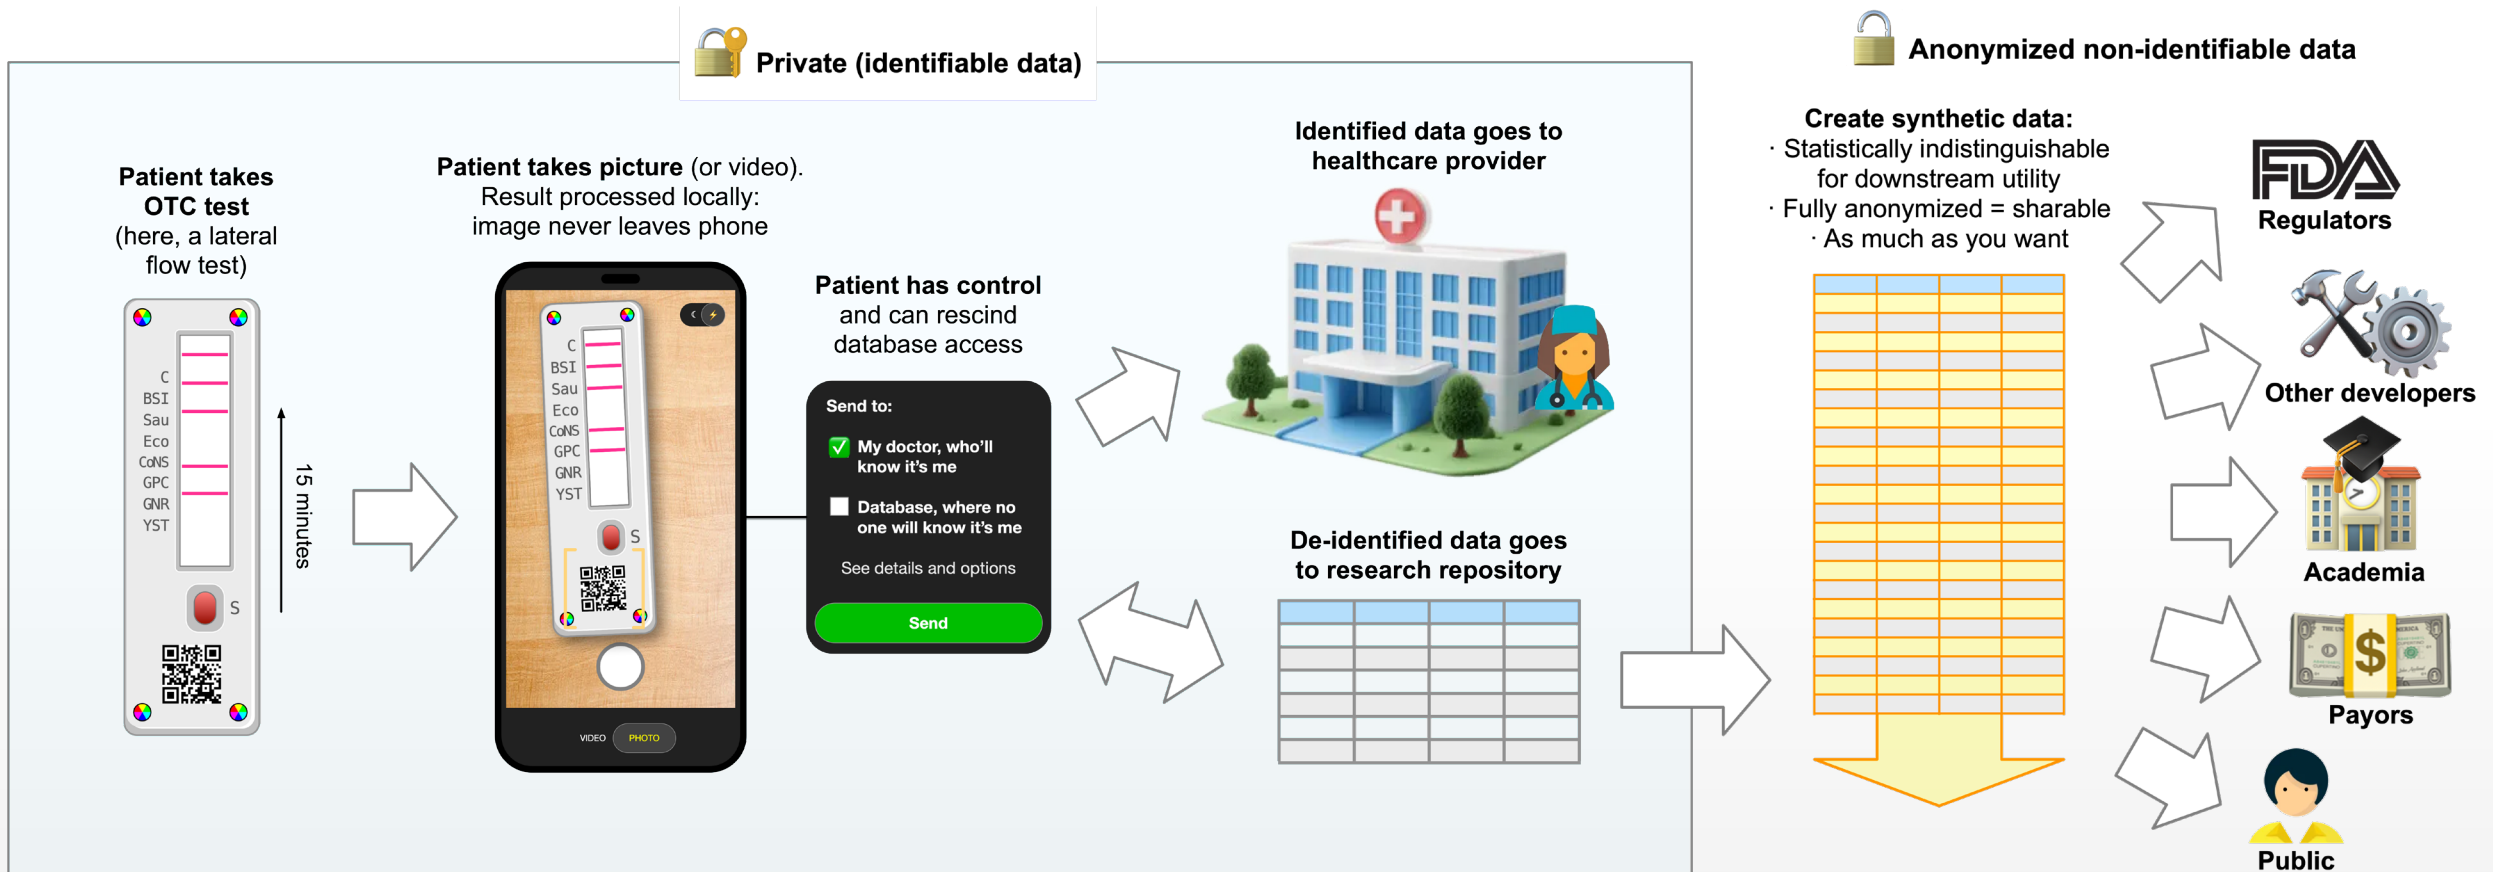 Private (identifiable data)
Anonymized non-identifiable data
Patient takes
OTC test
(here, a lateral
flow test)
C
BSI
Sau
Eco
CoNS
GPC
GNR
YST
S
15 minutes
Patient takes picture (or video).
Result processed locally:
image never leaves phone
C
BSI
Sau
Eco
CoNS
GPC
GNR
YST
S
VIDEO
PHOTO
Patient has control
and can rescind
database access
Send to:
My doctor, who'll
know it's me
Database, where no
one will know it's me
See details and options
Send
Identified data goes to
healthcare provider
De-identified data goes
to research repository
Create synthetic data:
· Statistically indistinguishable
for downstream utility
· Fully anonymized = sharable
· As much as you want
FDA
Regulators
Other developers
Academia
$
Payors
Public